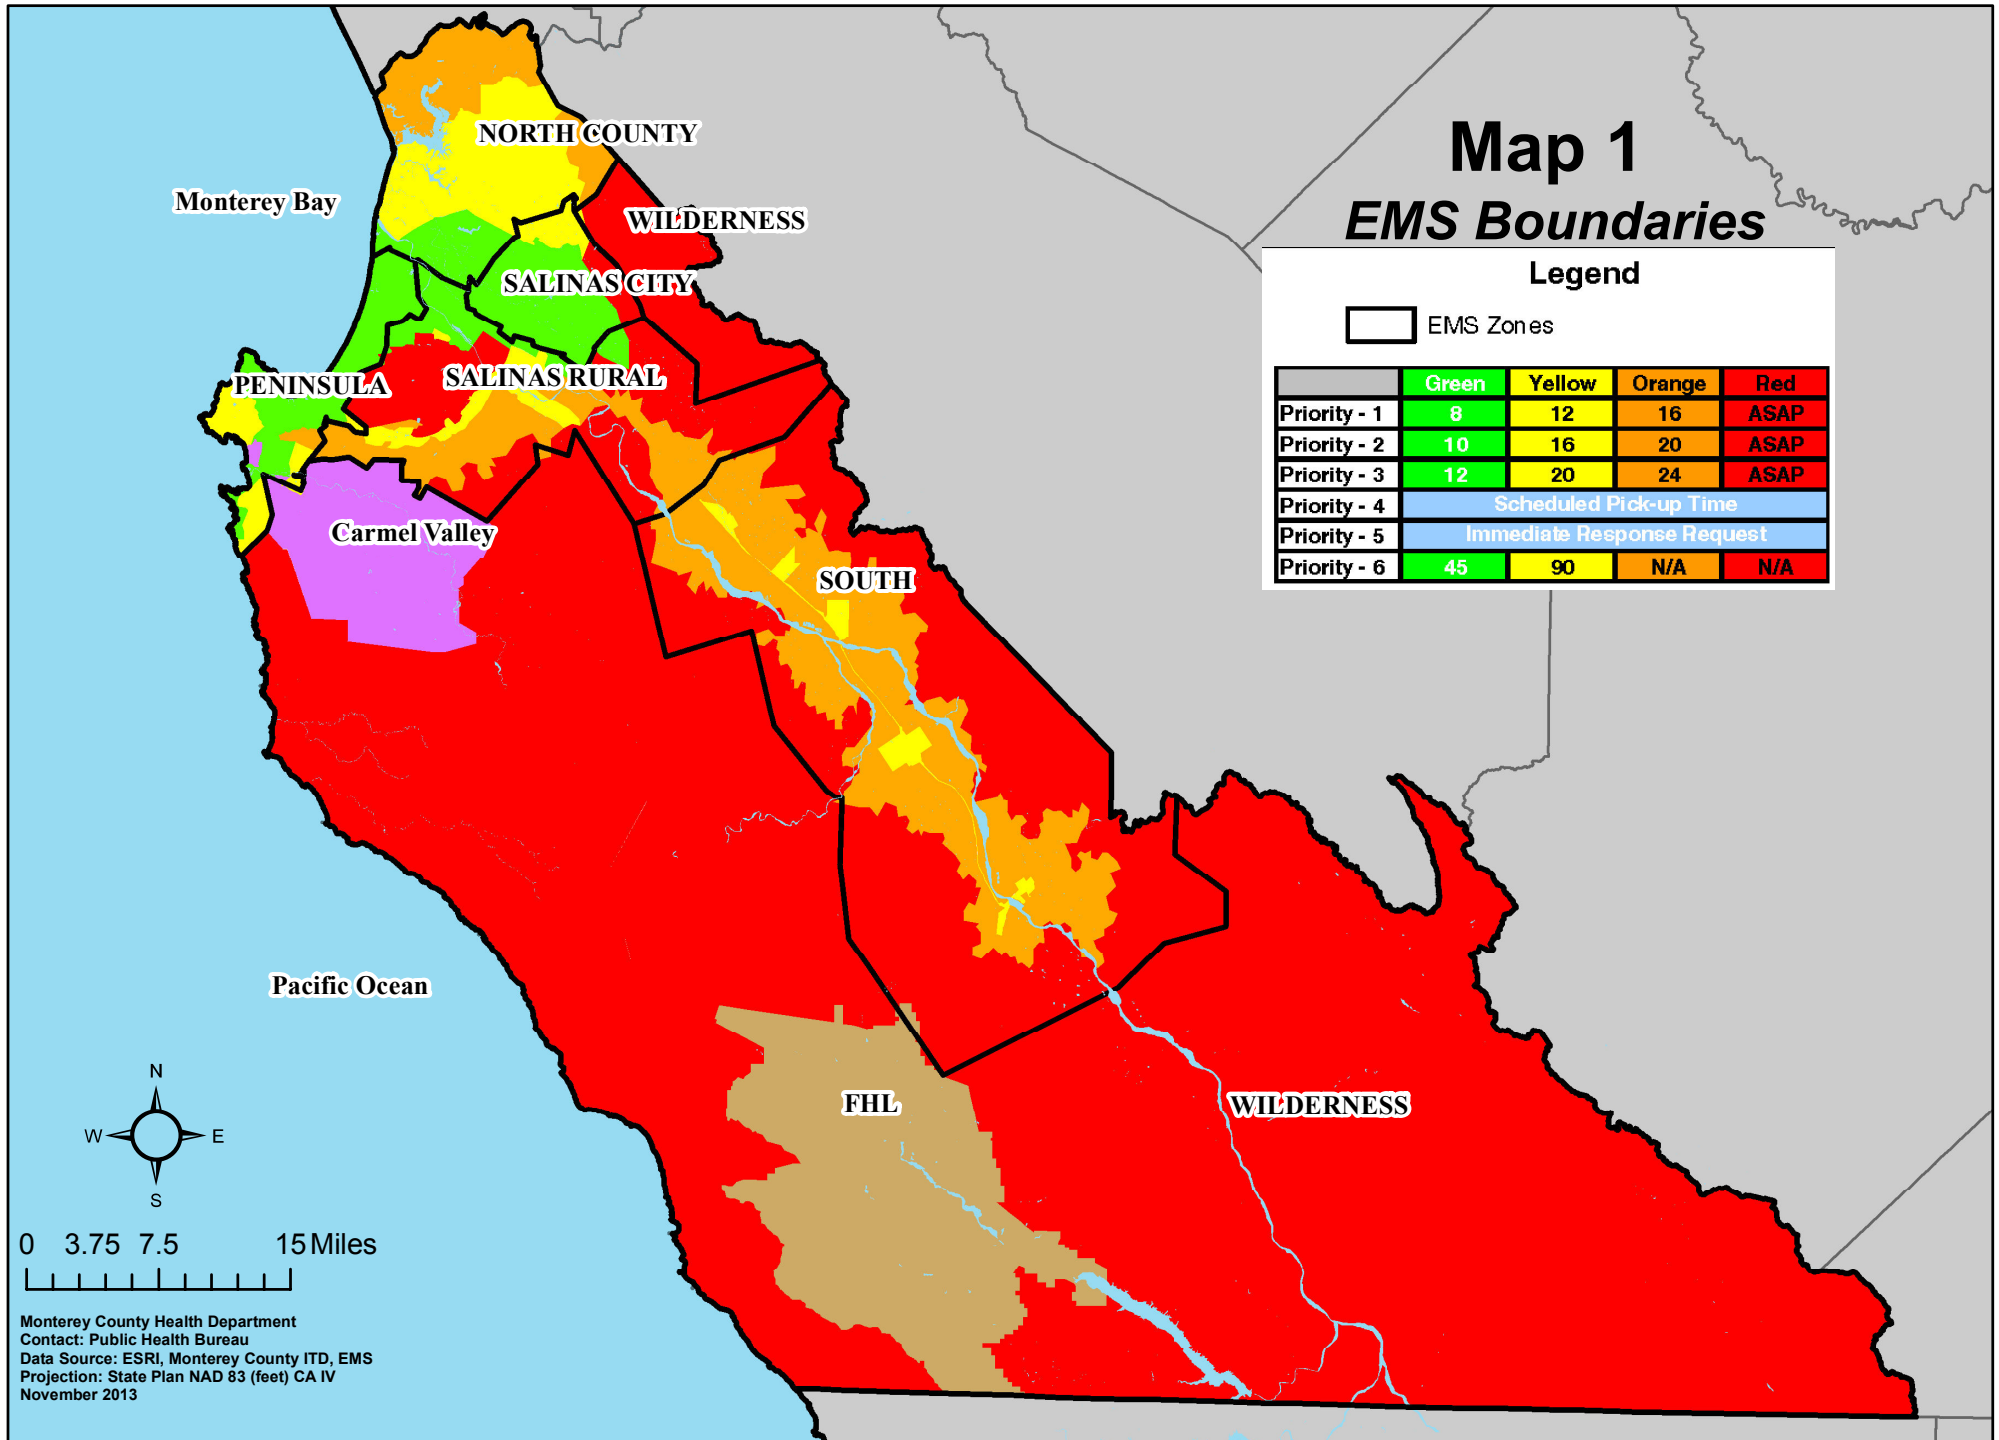 Map 1
EMS Boundaries
Legend
EMS Zones
Green Yellow Orange Red
Priority - 1 8 12 16 ASAP
Priority - 2 10 16 20 ASAP
Priority - 3 12 20 24 ASAP
Priority - 4 Scheduled Pick-up Time
Priority - 5 Immediate Response Request
Priority - 6 45 90 N/A N/A
NORTH COUNTY
Monterey Bay
WILDERNESS
SALINAS CITY
PENINSULA
SALINAS RURAL
Carmel Valley
SOUTH
Pacific Ocean
FHL
WILDERNESS
N
W E
S
0 3.75 7.5 15 Miles
Monterey County Health Department
Contact: Public Health Bureau
Data Source: ESRI, Monterey County ITD, EMS
Projection: State Plan NAD 83 (feet) CA IV
November 2013